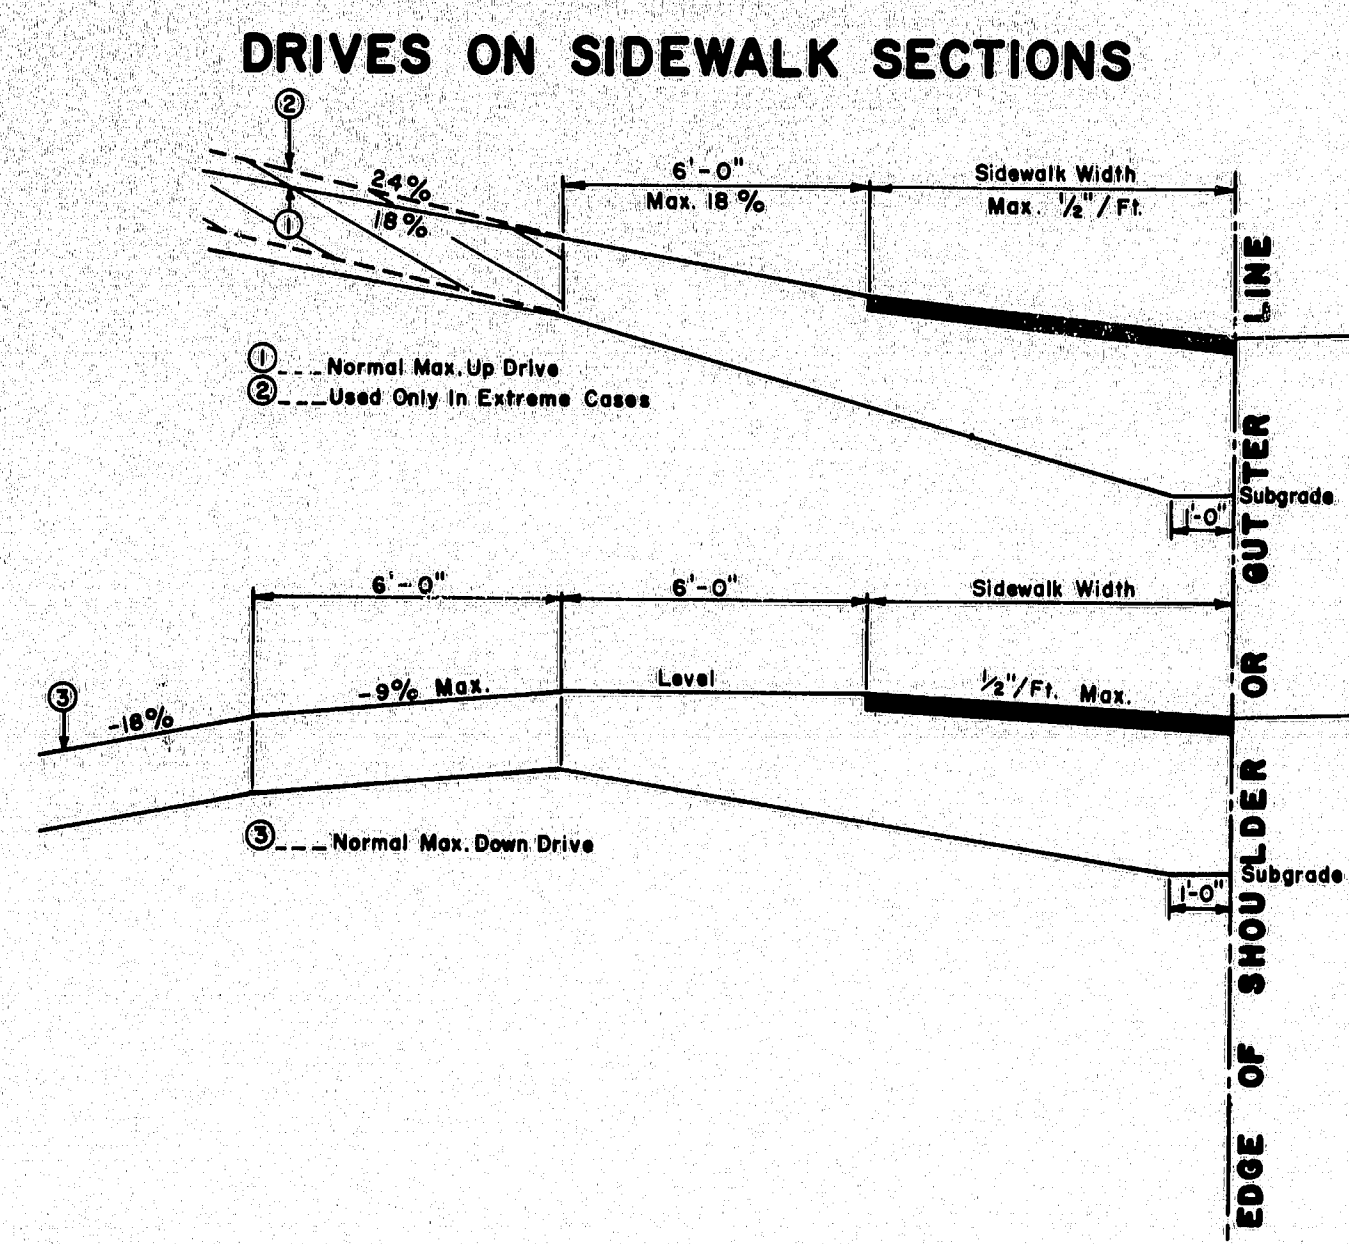 DRIVES ON SIDEWALK SECTIONS
②
24%
18%
①
6'-0"
Max. 18 %
Sidewalk Width
Max. 1/2"/Ft.
① --- Normal Max. Up Drive
② --- Used Only In Extreme Cases
Subgrade
1'-0"
6'-0"
6'-0"
Sidewalk Width
③
-18%
-9% Max.
Level
1/2"/Ft. Max.
③ --- Normal Max. Down Drive
Subgrade
1'-0"
EDGE OF SHOULDER OR GUTTER LINE